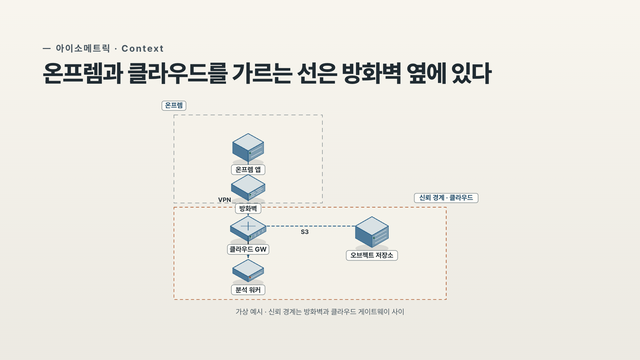 — 아이소메트릭 · Context
온프렘과 클라우드를 가르는 선은 방화벽 옆에 있다
온프렘
온프렘 앱
VPN
방화벽
신뢰 경계 · 클라우드
클라우드 GW
S3
오브젝트 저장소
분석 워커
가상 예시 · 신뢰 경계는 방화벽과 클라우드 게이트웨이 사이